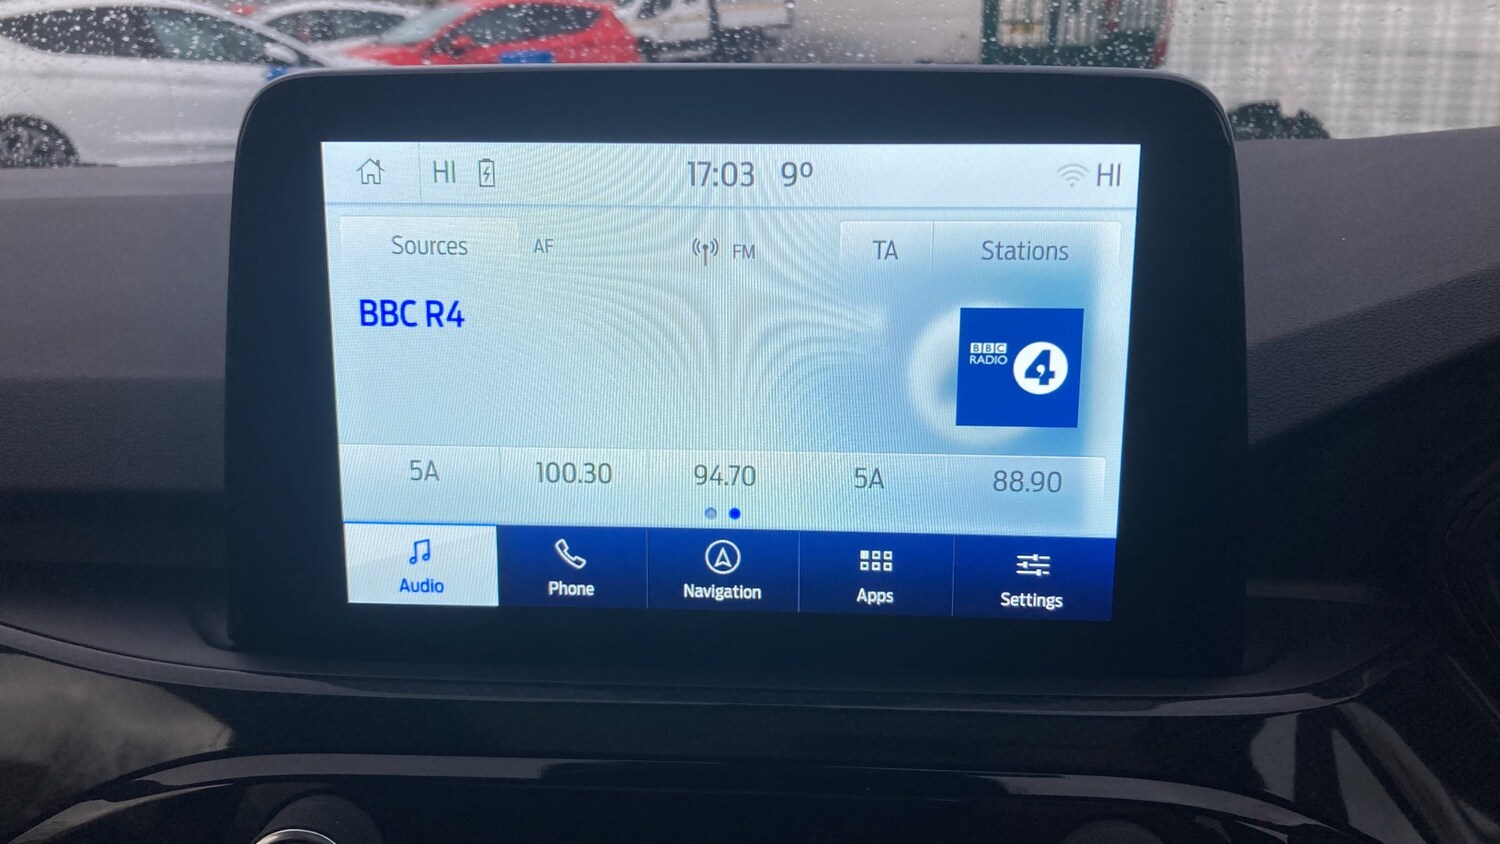 HI 17:03 9° HI
Sources AF FM TA Stations
BBC R4
BBC
RADIO 4
5A 100.30 94.70 5A 88.90
Audio Phone Navigation Apps Settings